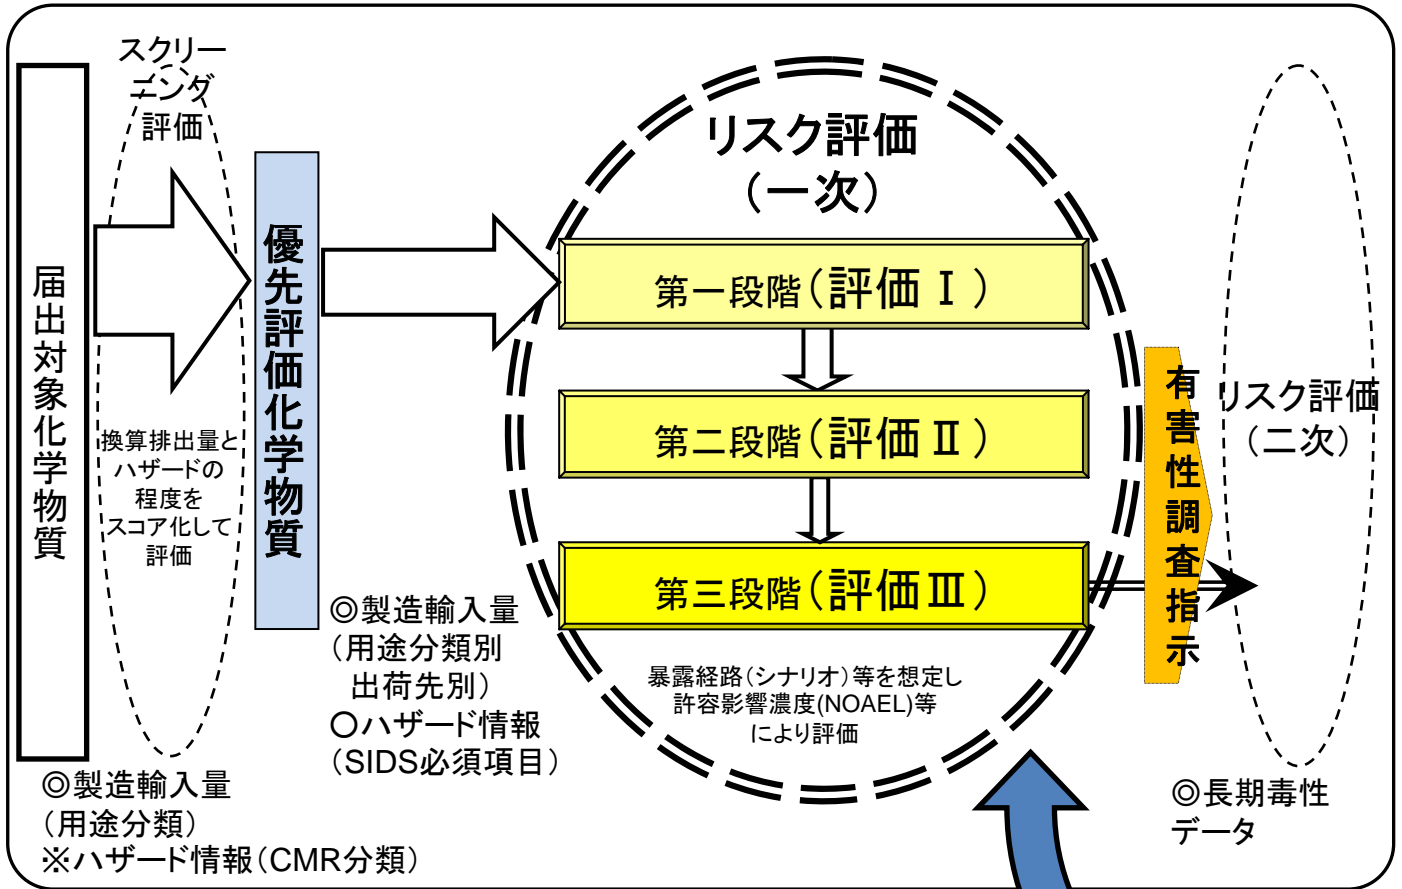 届出対象化学物質
スクリー
ニンダ
評価
換算排出量と
ハザードの
程度を
スコア化して
評価
◎製造輸入量
（用途分類）
※ハザード情報（CMR分類）
優先評価化学物質
◎製造輸入量
（用途分類別
出荷先別）
〇ハザード情報
（SIDS必須項目）
リスク評価
（一次）
第一段階（評価Ⅰ）
第二段階（評価Ⅱ）
第三段階（評価Ⅲ）
暴露経路（シナリオ）等を想定し
許容影響濃度(NOAEL)等
により評価
有害性調査指示
リスク評価
（二次）
◎長期毒性
データ